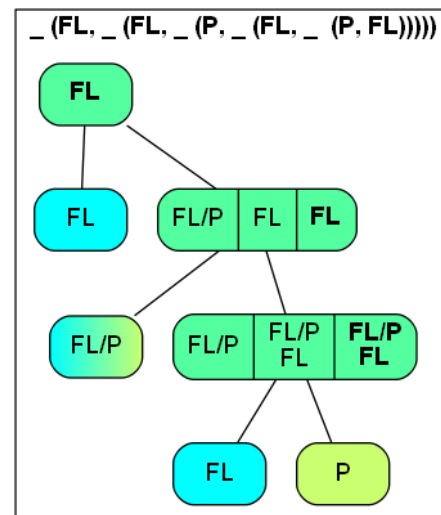 _ (FL, _ (FL, _ (P, _ (FL, _ (P, FL)))))
FL
FL
FL/P FL FL
FL/P
FL/P FL/P FL/P
FL FL
FL P